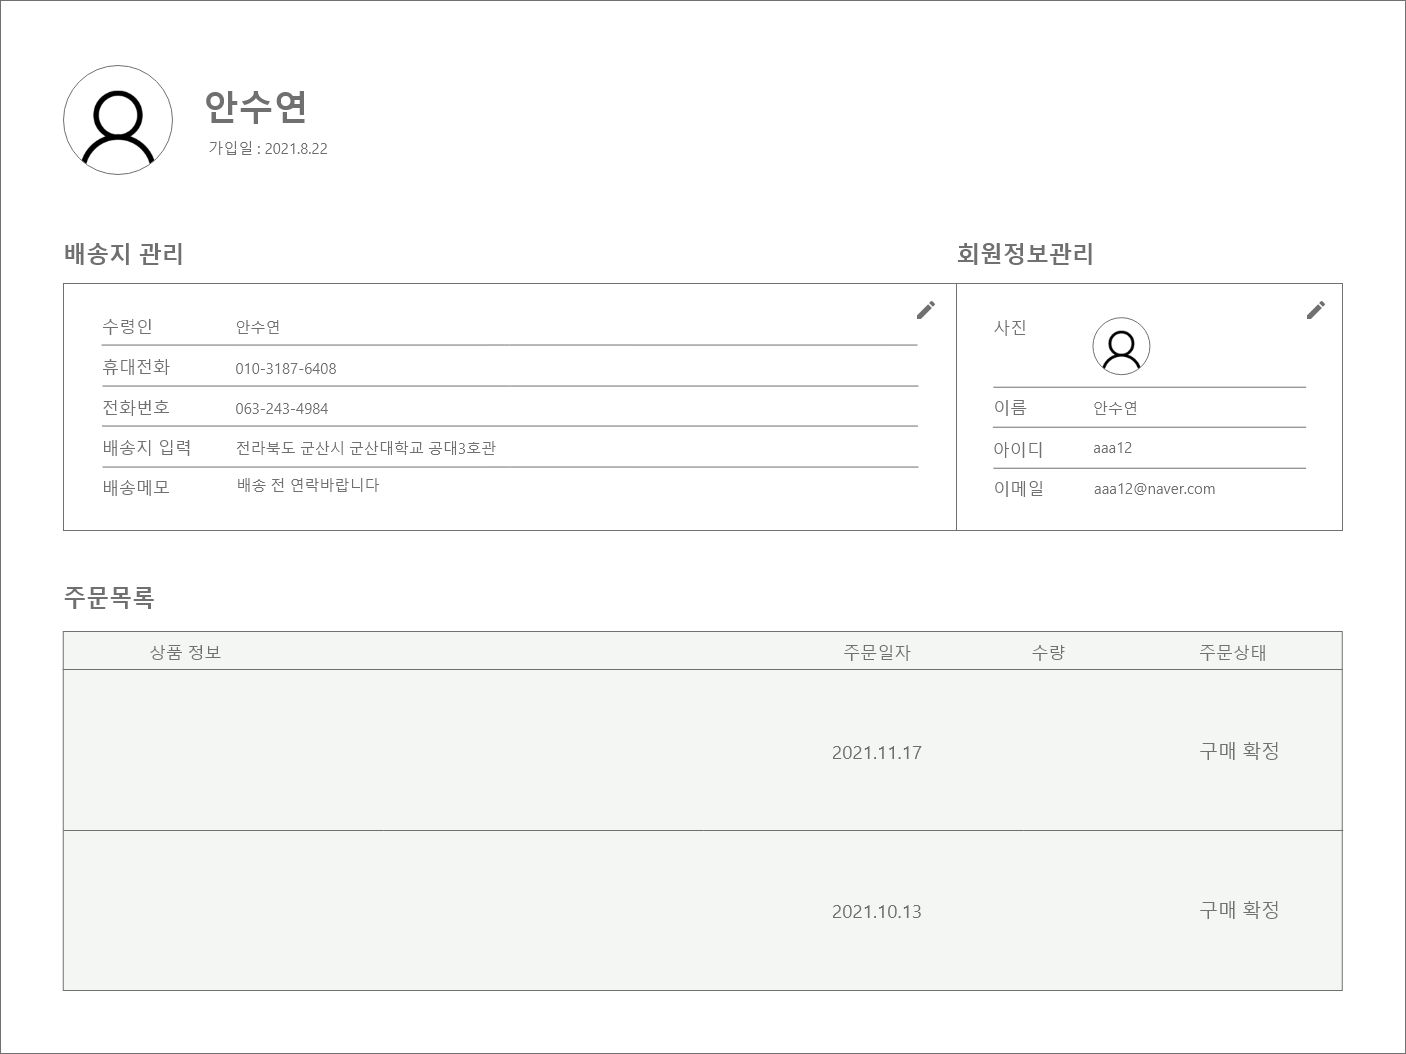 안수연
가입일 : 2021.8.22
배송지 관리
수령인 안수연
휴대전화 010-3187-6408
전화번호 063-243-4984
배송지 입력 전라북도 군산시 군산대학교 공대3호관
배송메모 배송 전 연락바랍니다
회원정보관리
사진
이름 안수연
아이디 aaa12
이메일 aaa12@naver.com
주문목록
상품 정보 주문일자 수량 주문상태
2021.11.17 구매 확정
2021.10.13 구매 확정